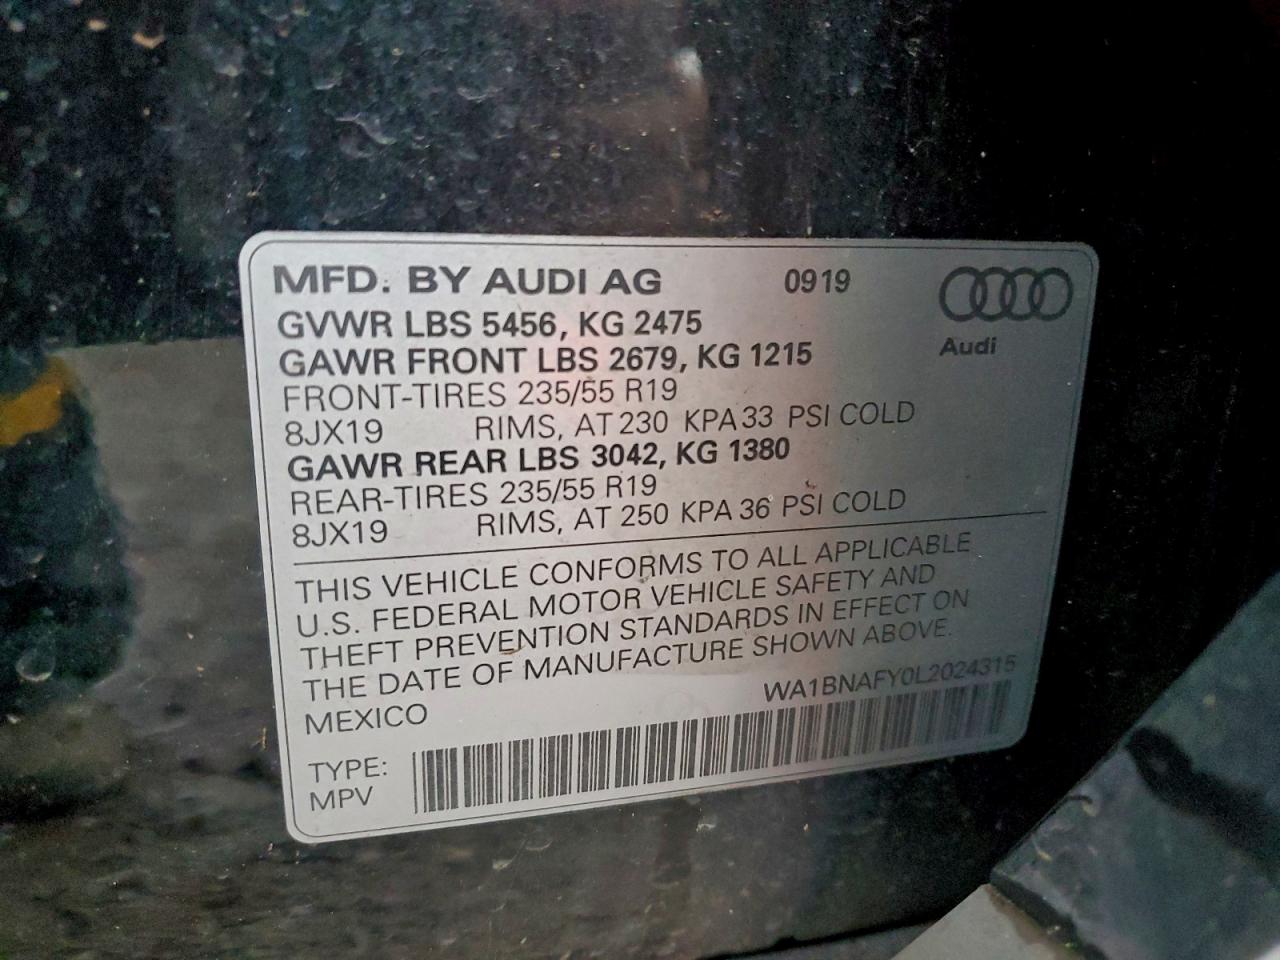 MFD. BY AUDI AG 0919
GVWR LBS 5456, KG 2475
GAWR FRONT LBS 2679, KG 1215
Audi
FRONT-TIRES 235/55 R19
8JX19 RIMS, AT 230 KPA 33 PSI COLD
GAWR REAR LBS 3042, KG 1380
REAR-TIRES 235/55 R19
8JX19 RIMS, AT 250 KPA 36 PSI COLD
THIS VEHICLE CONFORMS TO ALL APPLICABLE
U.S. FEDERAL MOTOR VEHICLE SAFETY AND
THEFT PREVENTION STANDARDS IN EFFECT ON
THE DATE OF MANUFACTURE SHOWN ABOVE.
MEXICO WA1BNAFY0L2024315
TYPE:
MPV